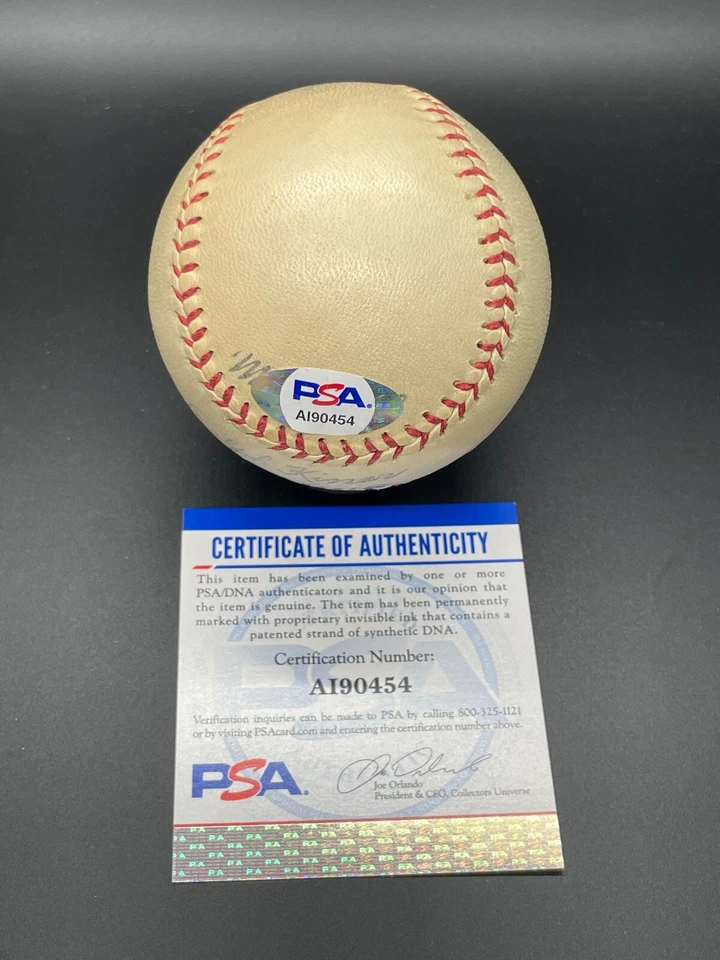 PSA
AI90454
CERTIFICATE OF AUTHENTICITY
This item has been examined by one or more
PSA/DNA authenticators and it is our opinion that
the item is genuine. The item has been permanently
marked with proprietary invisible ink that contains a
patented strand of synthetic DNA.
Certification Number:
AI90454
Verification inquiries can be made to PSA by calling 800-325-1121
or by visiting PSAcard.com and entering the certification number above.
PSA
Joe Orlando
Joe Orlando
President & CEO, Collectors Universe